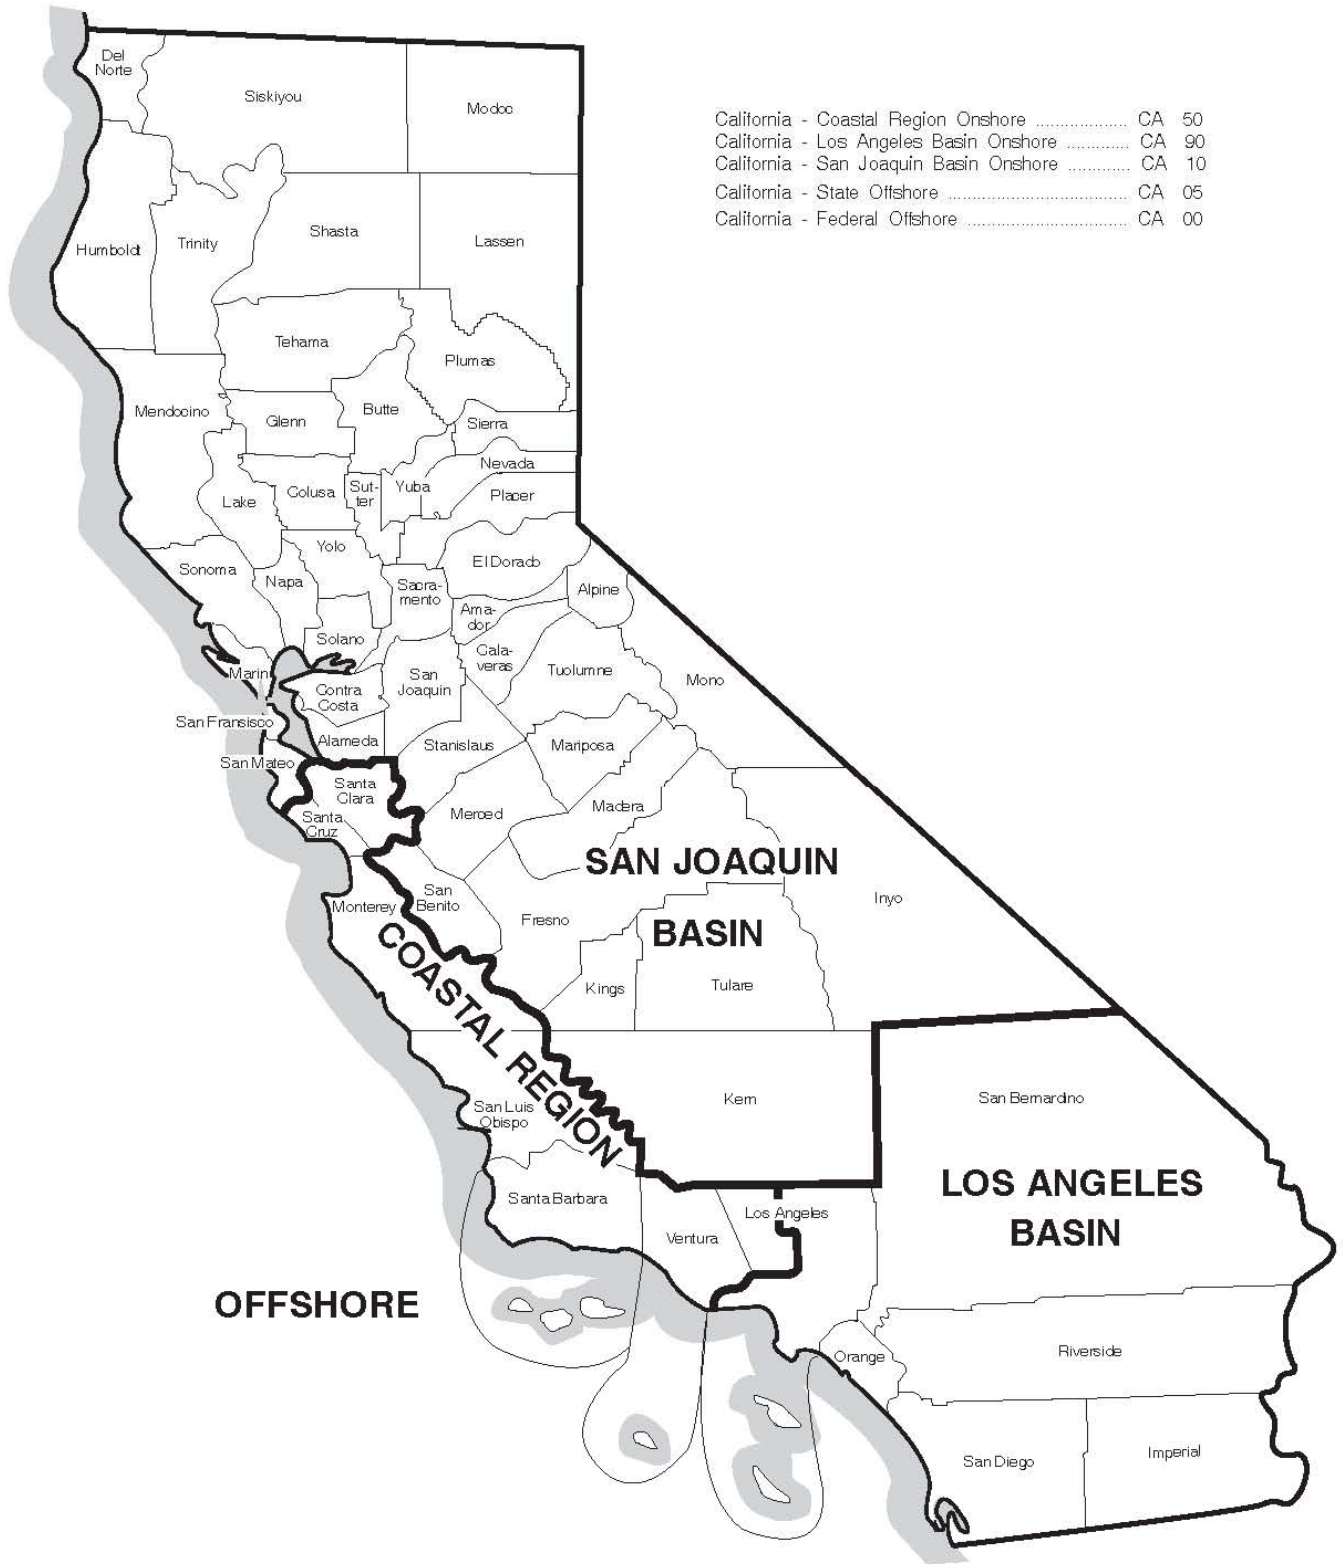 Del
Norte
Siskiyou
Modoc
California - Coastal Region Onshore ................... CA 50
California - Los Angeles Basin Onshore ............. CA 90
California - San Joaquin Basin Onshore ............. CA 10
California - State Offshore .................................... CA 05
California - Federal Offshore ................................ CA 00
Humboldt
Trinity
Shasta
Lassen
Tehama
Plumas
Mendocino
Glenn
Butte
Sierra
Nevada
Lake
Colusa
Sut-
ter
Yuba
Placer
Sonoma
Napa
Yolo
El Dorado
Sacra-
mento
Alpine
Ama-
dor
Solano
Cala-
veras
Marin
Contra
Costa
San
Joaquin
Tuolumne
Mono
San Fransisco
Alameda
Stanislaus
Mariposa
San Mateo
Santa
Clara
Santa
Cruz
Merced
Madera
SAN JOAQUIN
BASIN
Monterey
San
Benito
Fresno
Inyo
Kings
Tulare
COASTAL REGION
San Luis
Obispo
Kern
San Bernardino
LOS ANGELES
BASIN
Santa Barbara
Ventura
Los Angeles
OFFSHORE
Orange
Riverside
San Diego
Imperial